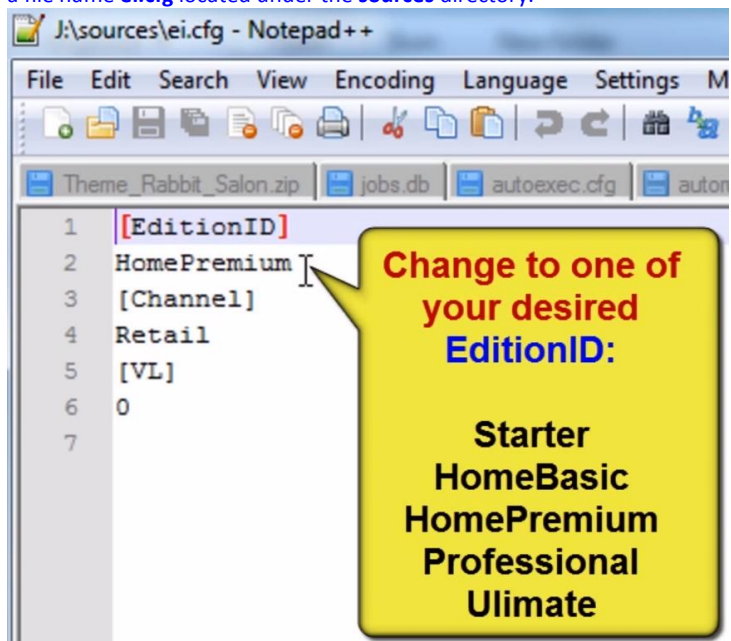 a file name ei.cfg located under the sources directory.
J:\sources\ei.cfg - Notepad++
File Edit Search View Encoding Language Settings M
Theme_Rabbit_Salon.zip jobs.db autoexec.cfg autom
1 [EditionID]
2 HomePremium
3 [Channel]
4 Retail
5 [VL]
6 0
7
Change to one of
your desired
EditionID:
Starter
HomeBasic
HomePremium
Professional
Ulimate